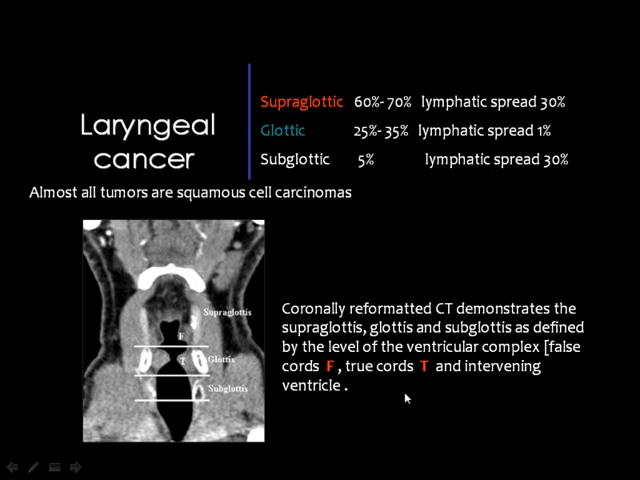 Laryngeal
cancer
Supraglottic 60%- 70% lymphatic spread 30%
Glottic 25%- 35% lymphatic spread 1%
Subglottic 5% lymphatic spread 30%
Almost all tumors are squamous cell carcinomas
Supraglottis
F
T Glottis
Subglottis
Coronally reformatted CT demonstrates the
supraglottis, glottis and subglottis as defined
by the level of the ventricular complex [false
cords F , true cords T and intervening
ventricle .